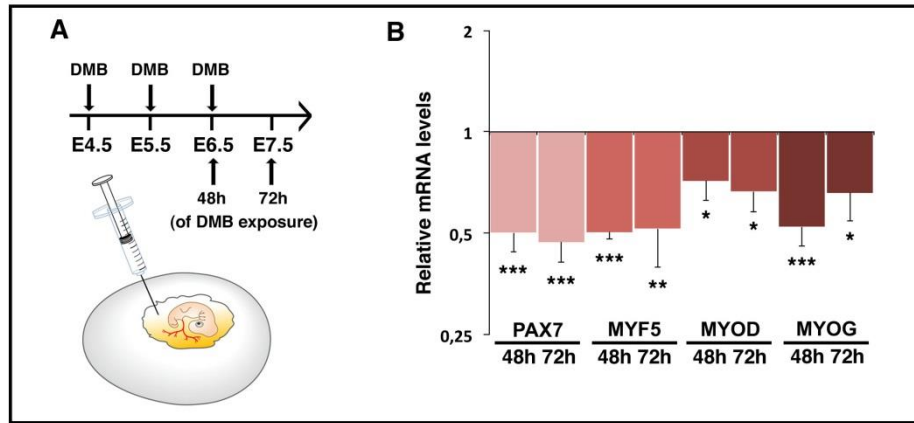 A
DMB DMB DMB
E4.5 E5.5 E6.5 E7.5
48h 72h
(of DMB exposure)
B
Relative mRNA levels
2
1
0,5
0,25
*** *** *** ** * * *** *
PAX7 MYF5 MYOD MYOG
48h 72h 48h 72h 48h 72h 48h 72h